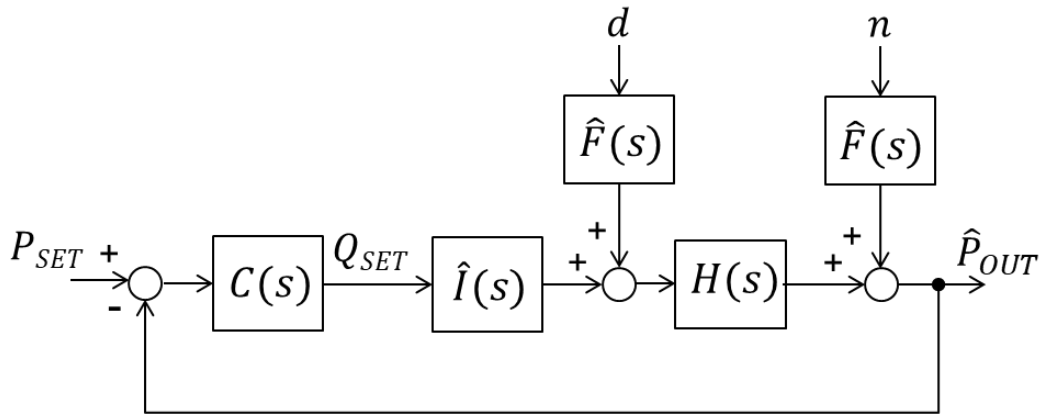 d
n
F̂(s)
F̂(s)
+
+
P_SET
+
-
C(s)
Q_SET
Î(s)
+
H(s)
+
P̂_OUT